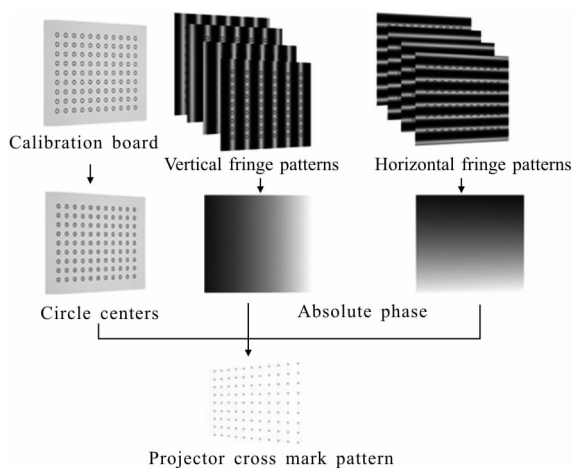 Calibration board
Vertical fringe patterns
Horizontal fringe patterns
Circle centers
Absolute phase
Projector cross mark pattern